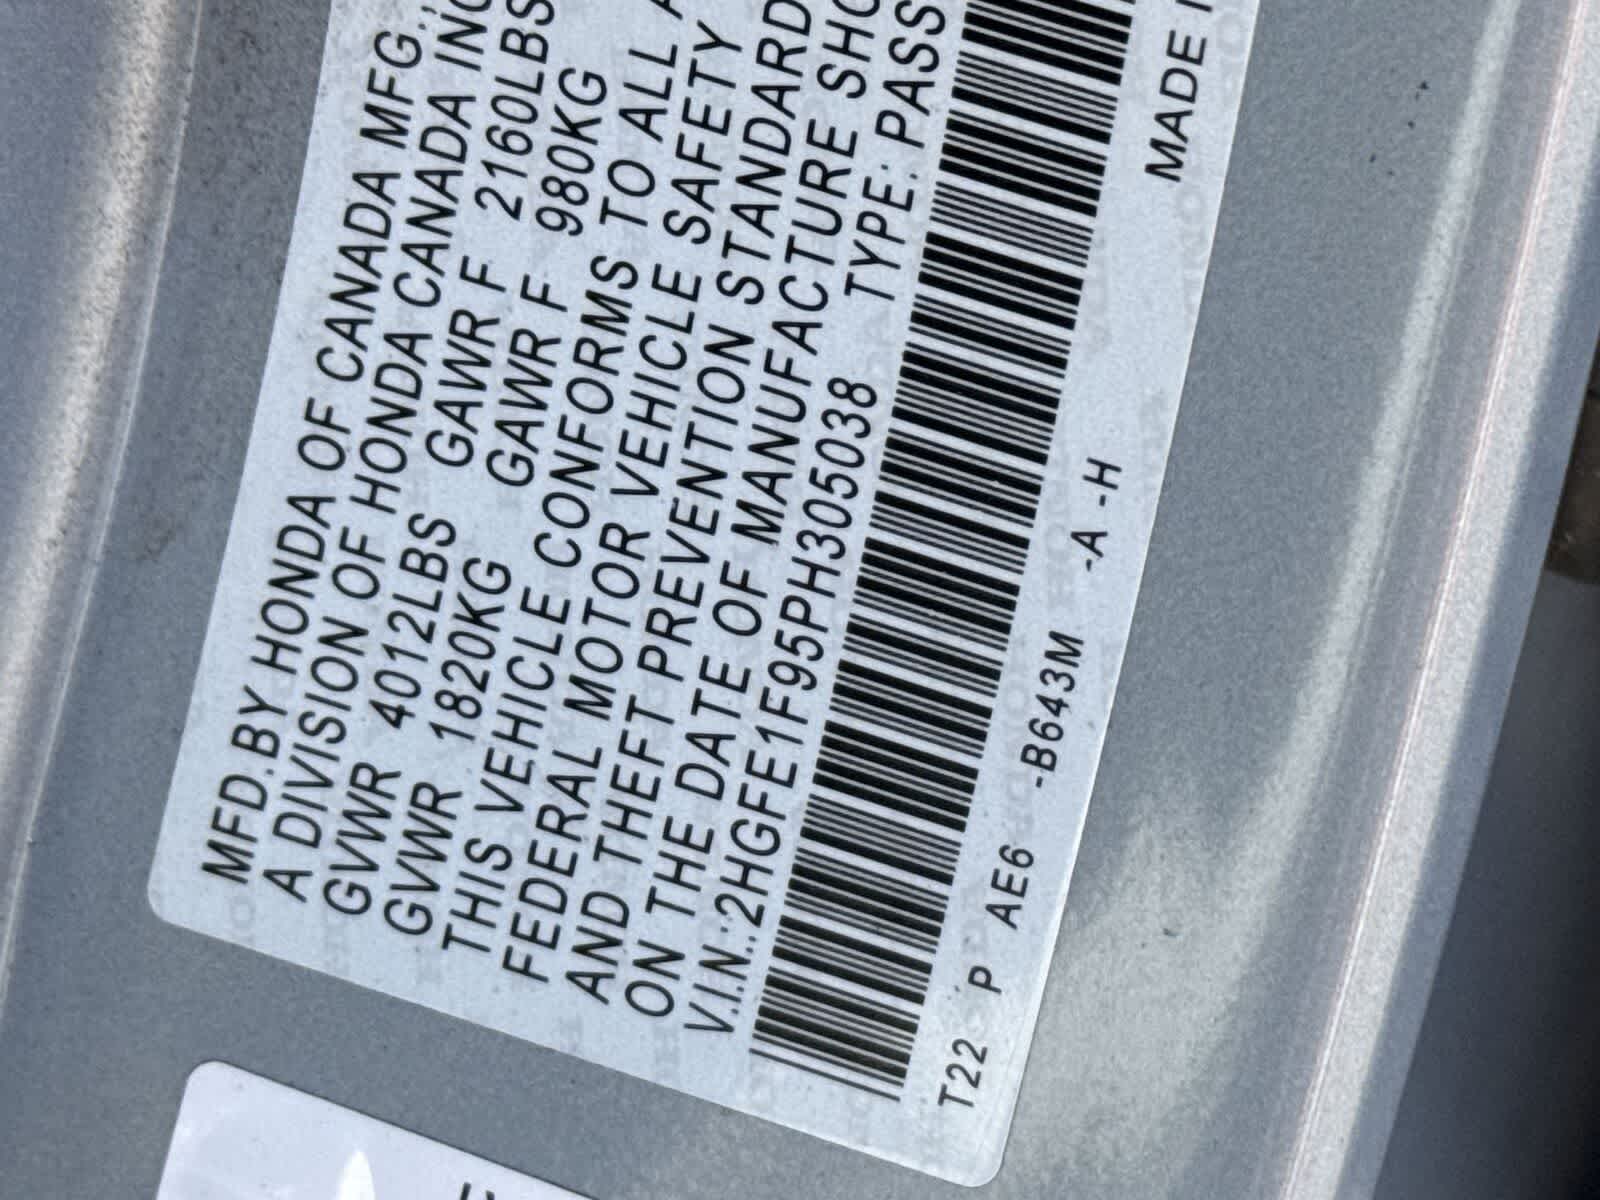 MFD.BY HONDA OF CANADA MFG.,
A DIVISION OF HONDA CANADA INC
GVWR 4012LBS GAWR F 2160LBS
GVWR 1820KG GAWR F 980KG
THIS VEHICLE CONFORMS TO ALL A
FEDERAL MOTOR VEHICLE SAFETY
AND THEFT PREVENTION STANDARD
ON THE DATE OF MANUFACTURE SHO
V.I.N.:2HGFE1F95PH305038 TYPE: PASS
T22 P AE6 -B643M -A -H MADE I